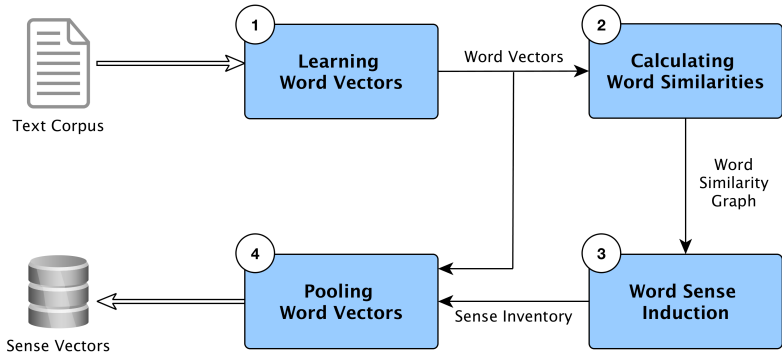 1
Learning
Word Vectors
Word Vectors
2
Calculating
Word Similarities
Text Corpus
Word
Similarity
Graph
4
Pooling
Word Vectors
Sense Inventory
3
Word Sense
Induction
Sense Vectors